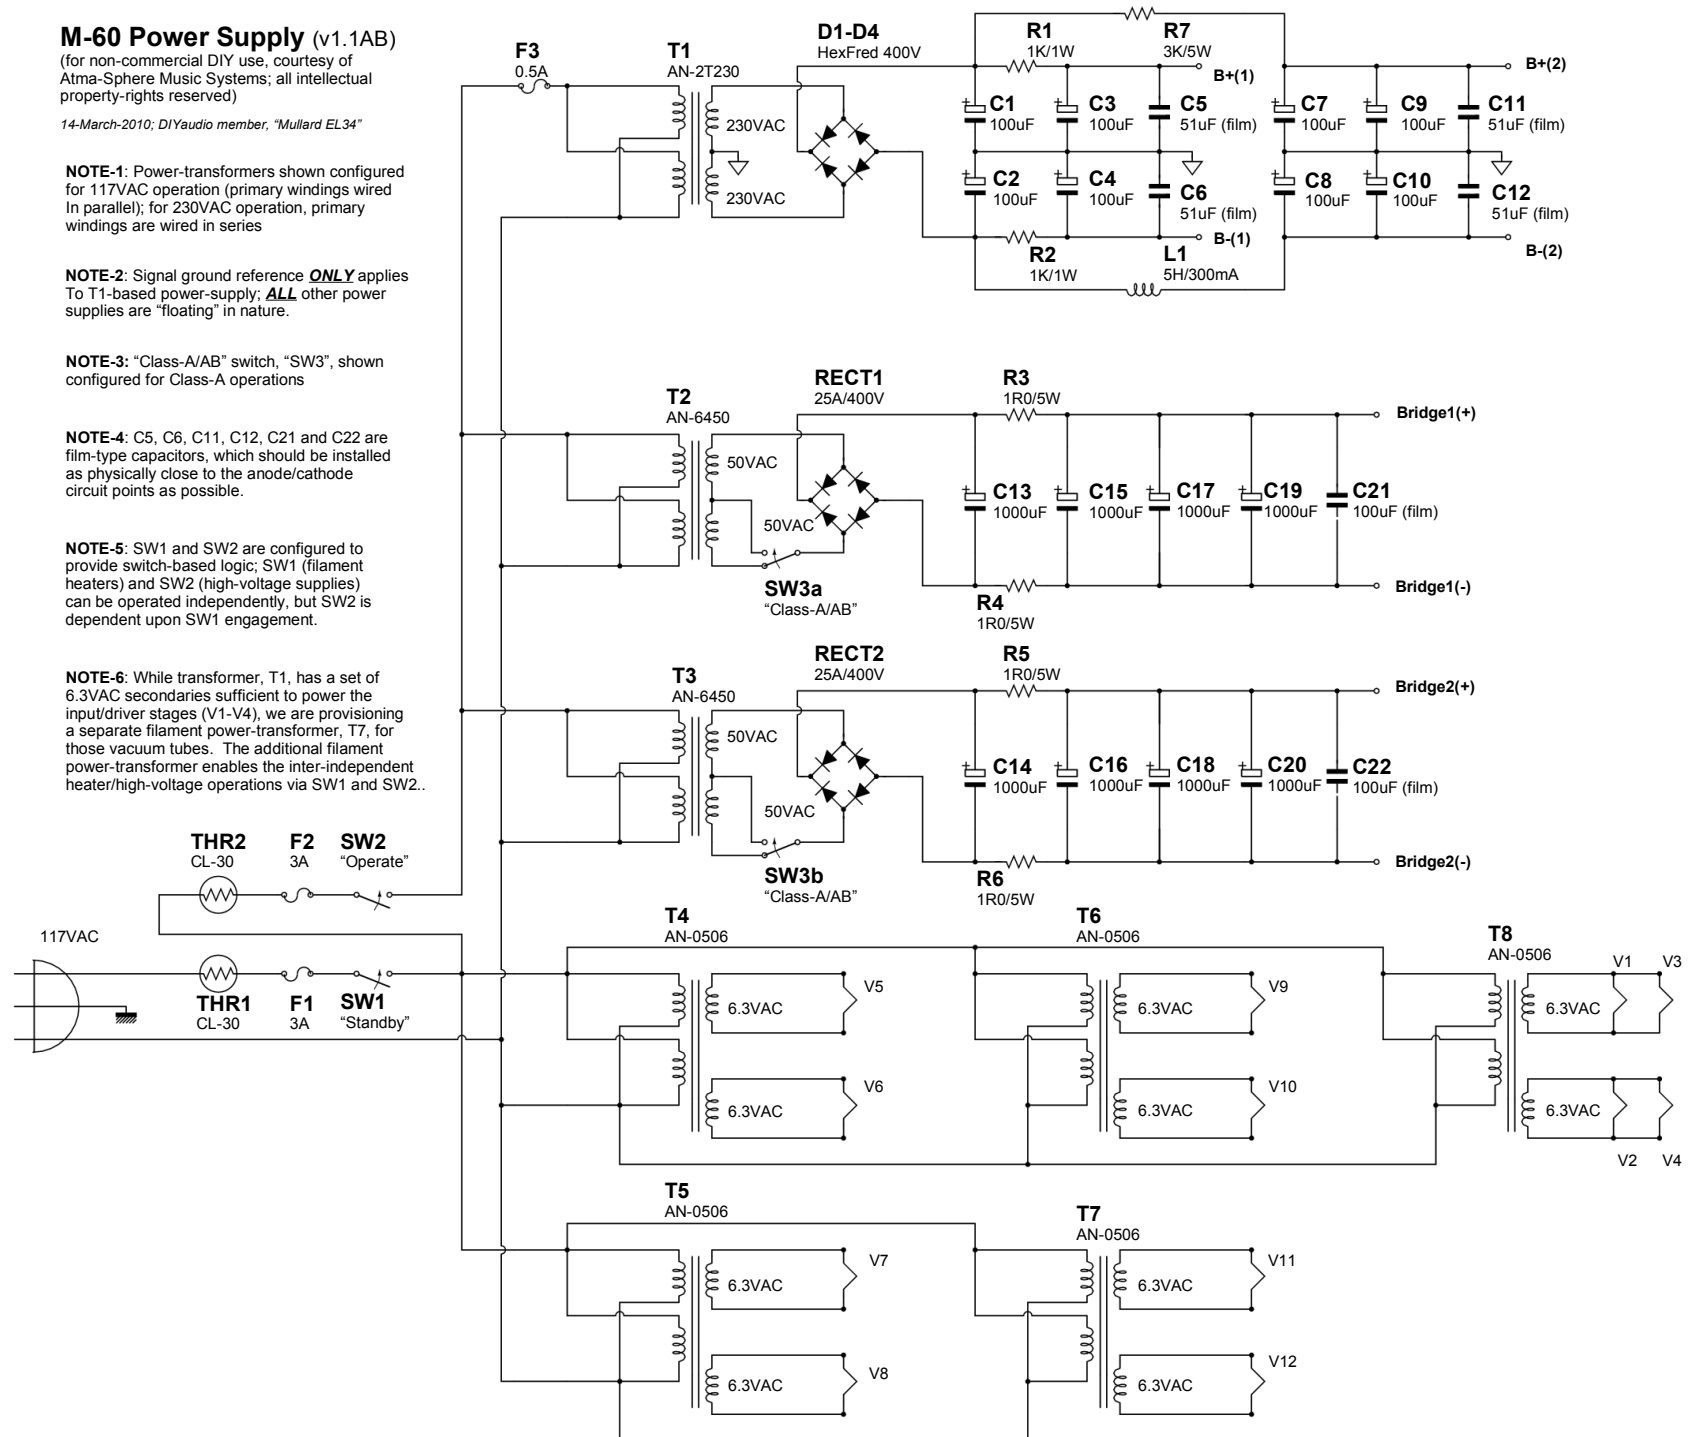 M-60 Power Supply (v1.1AB)
(for non-commercial DIY use, courtesy of
Atma-Sphere Music Systems; all intellectual
property-rights reserved)
14-March-2010; DIYaudio member, “Mullard EL34”
NOTE-1: Power-transformers shown configured
for 117VAC operation (primary windings wired
In parallel); for 230VAC operation, primary
windings are wired in series
NOTE-2: Signal ground reference ONLY applies
To T1-based power-supply; ALL other power
supplies are “floating” in nature.
NOTE-3: “Class-A/AB” switch, “SW3”, shown
configured for Class-A operations
NOTE-4: C5, C6, C11, C12, C21 and C22 are
film-type capacitors, which should be installed
as physically close to the anode/cathode
circuit points as possible.
NOTE-5: SW1 and SW2 are configured to
provide switch-based logic; SW1 (filament
heaters) and SW2 (high-voltage supplies)
can be operated independently, but SW2 is
dependent upon SW1 engagement.
NOTE-6: While transformer, T1, has a set of
6.3VAC secondaries sufficient to power the
input/driver stages (V1-V4), we are provisioning
a separate filament power-transformer, T7, for
those vacuum tubes. The additional filament
power-transformer enables the inter-independent
heater/high-voltage operations via SW1 and SW2..
F3
0.5A
T1
AN-2T230
230VAC
230VAC
D1-D4
HexFred 400V
R1
1K/1W
R7
3K/5W
B+(1)
B+(2)
+
C1
100uF
+
C3
100uF
C5
51uF (film)
+
C7
100uF
+
C9
100uF
C11
51uF (film)
+
C2
100uF
+
C4
100uF
C6
51uF (film)
+
C8
100uF
+
C10
100uF
C12
51uF (film)
B-(1)
B-(2)
R2
1K/1W
L1
5H/300mA
T2
AN-6450
50VAC
50VAC
SW3a
“Class-A/AB”
RECT1
25A/400V
R3
1R0/5W
Bridge1(+)
+
C13
1000uF
+
C15
1000uF
+
C17
1000uF
+
C19
1000uF
C21
100uF (film)
Bridge1(-)
R4
1R0/5W
T3
AN-6450
50VAC
50VAC
SW3b
“Class-A/AB”
RECT2
25A/400V
R5
1R0/5W
Bridge2(+)
+
C14
1000uF
+
C16
1000uF
+
C18
1000uF
+
C20
1000uF
C22
100uF (film)
Bridge2(-)
R6
1R0/5W
THR2
CL-30
F2
3A
SW2
“Operate”
117VAC
THR1
CL-30
F1
3A
SW1
“Standby”
T4
AN-0506
6.3VAC
V5
6.3VAC
V6
T6
AN-0506
6.3VAC
V9
6.3VAC
V10
T8
AN-0506
6.3VAC
V1
V3
6.3VAC
V2
V4
T5
AN-0506
6.3VAC
V7
6.3VAC
V8
T7
AN-0506
6.3VAC
V11
6.3VAC
V12